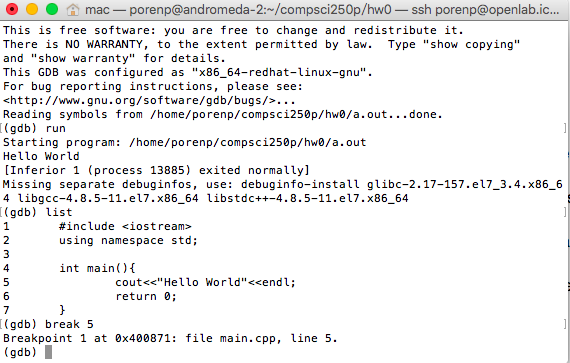 mac — porenp@andromeda-2:~/compsci250p/hw0 — ssh porenp@openlab.ic...
This is free software: you are free to change and redistribute it.
There is NO WARRANTY, to the extent permitted by law.  Type "show copying"
and "show warranty" for details.
This GDB was configured as "x86_64-redhat-linux-gnu".
For bug reporting instructions, please see:
<http://www.gnu.org/software/gdb/bugs/>...
Reading symbols from /home/porenp/compsci250p/hw0/a.out...done.
[(gdb) run ]
Starting program: /home/porenp/compsci250p/hw0/a.out
Hello World
[Inferior 1 (process 13885) exited normally]
Missing separate debuginfos, use: debuginfo-install glibc-2.17-157.el7_3.4.x86_6
4 libgcc-4.8.5-11.el7.x86_64 libstdc++-4.8.5-11.el7.x86_64
[(gdb) list ]
1       #include <iostream>
2       using namespace std;
3
4       int main(){
5               cout<<"Hello World"<<endl;
6               return 0;
7       }
[(gdb) break 5 ]
Breakpoint 1 at 0x400871: file main.cpp, line 5.
(gdb)